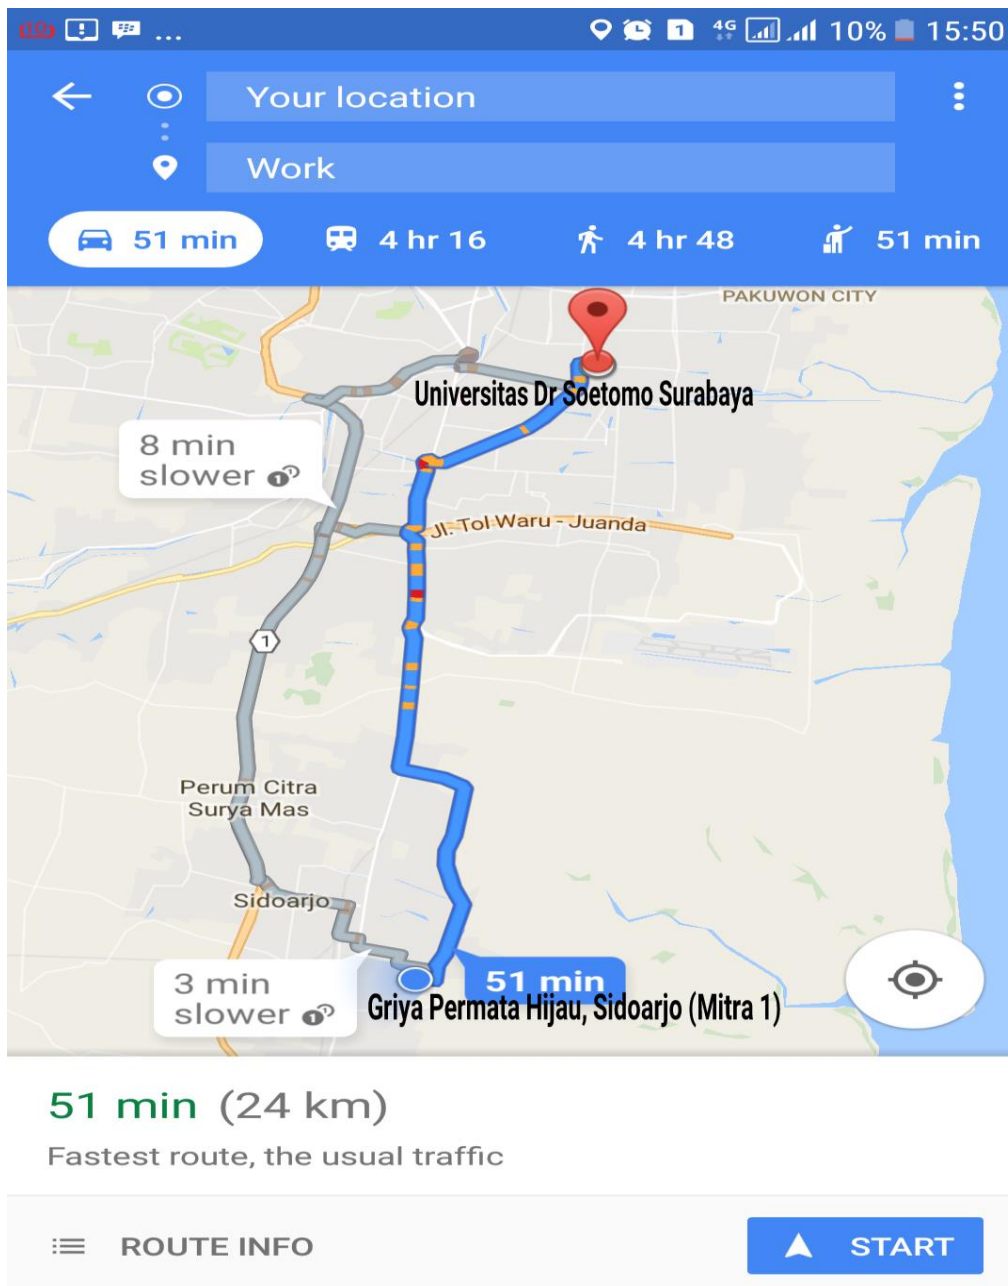 1 4G 10% 15:50
Your location
Work
51 min 4 hr 16 4 hr 48 51 min
PAKUWON CITY
Universitas Dr Soetomo Surabaya
8 min
slower
Jl. Tol Waru - Juanda
1
Perum Citra
Surya Mas
Sidoarjo
3 min
slower
51 min
Griya Permata Hijau, Sidoarjo (Mitra 1)
51 min (24 km)
Fastest route, the usual traffic
ROUTE INFO START